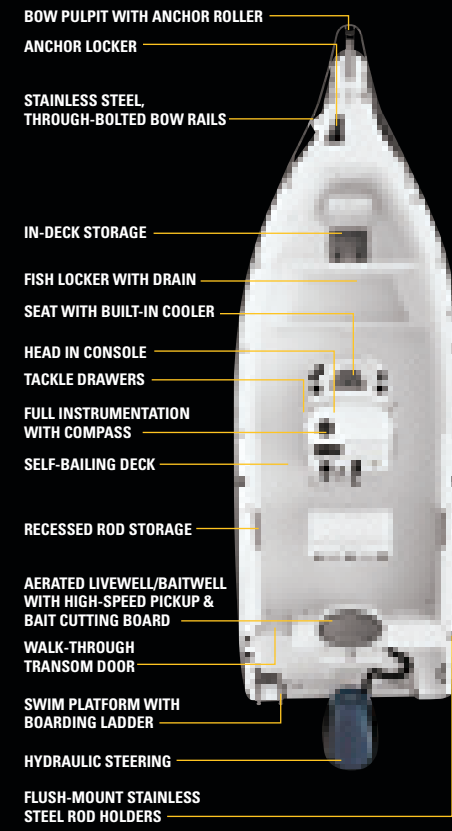 BOW PULPIT WITH ANCHOR ROLLER
ANCHOR LOCKER
STAINLESS STEEL,
THROUGH-BOLTED BOW RAILS
IN-DECK STORAGE
FISH LOCKER WITH DRAIN
SEAT WITH BUILT-IN COOLER
HEAD IN CONSOLE
TACKLE DRAWERS
FULL INSTRUMENTATION
WITH COMPASS
SELF-BAILING DECK
RECESSED ROD STORAGE
AERATED LIVEWELL/BAITWELL
WITH HIGH-SPEED PICKUP &
BAIT CUTTING BOARD
WALK-THROUGH
TRANSOM DOOR
SWIM PLATFORM WITH
BOARDING LADDER
HYDRAULIC STEERING
FLUSH-MOUNT STAINLESS
STEEL ROD HOLDERS